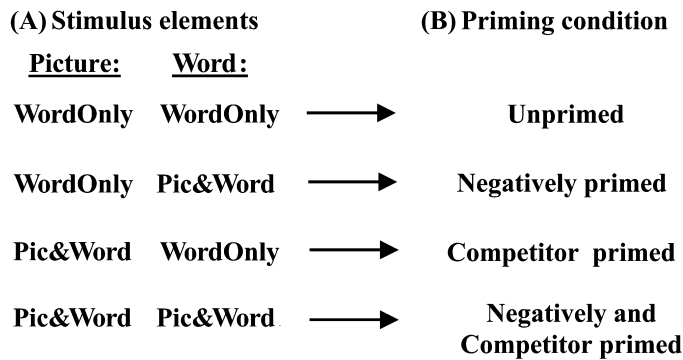 (A) Stimulus elements (B) Priming condition
Picture: Word:
WordOnly WordOnly Unprimed
WordOnly Pic&Word Negatively primed
Pic&Word WordOnly Competitor primed
Pic&Word Pic&Word Negatively and
Competitor primed